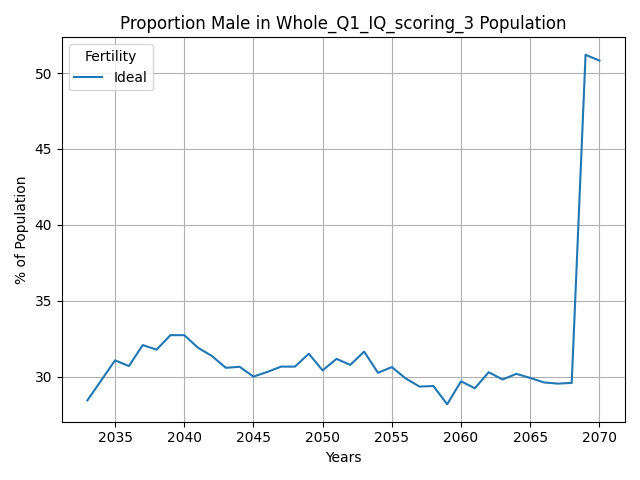 Proportion Male in Whole_Q1_IQ_scoring_3 Population
Fertility
Ideal
% of Population
50
45
40
35
30
2035 2040 2045 2050 2055 2060 2065 2070
Years